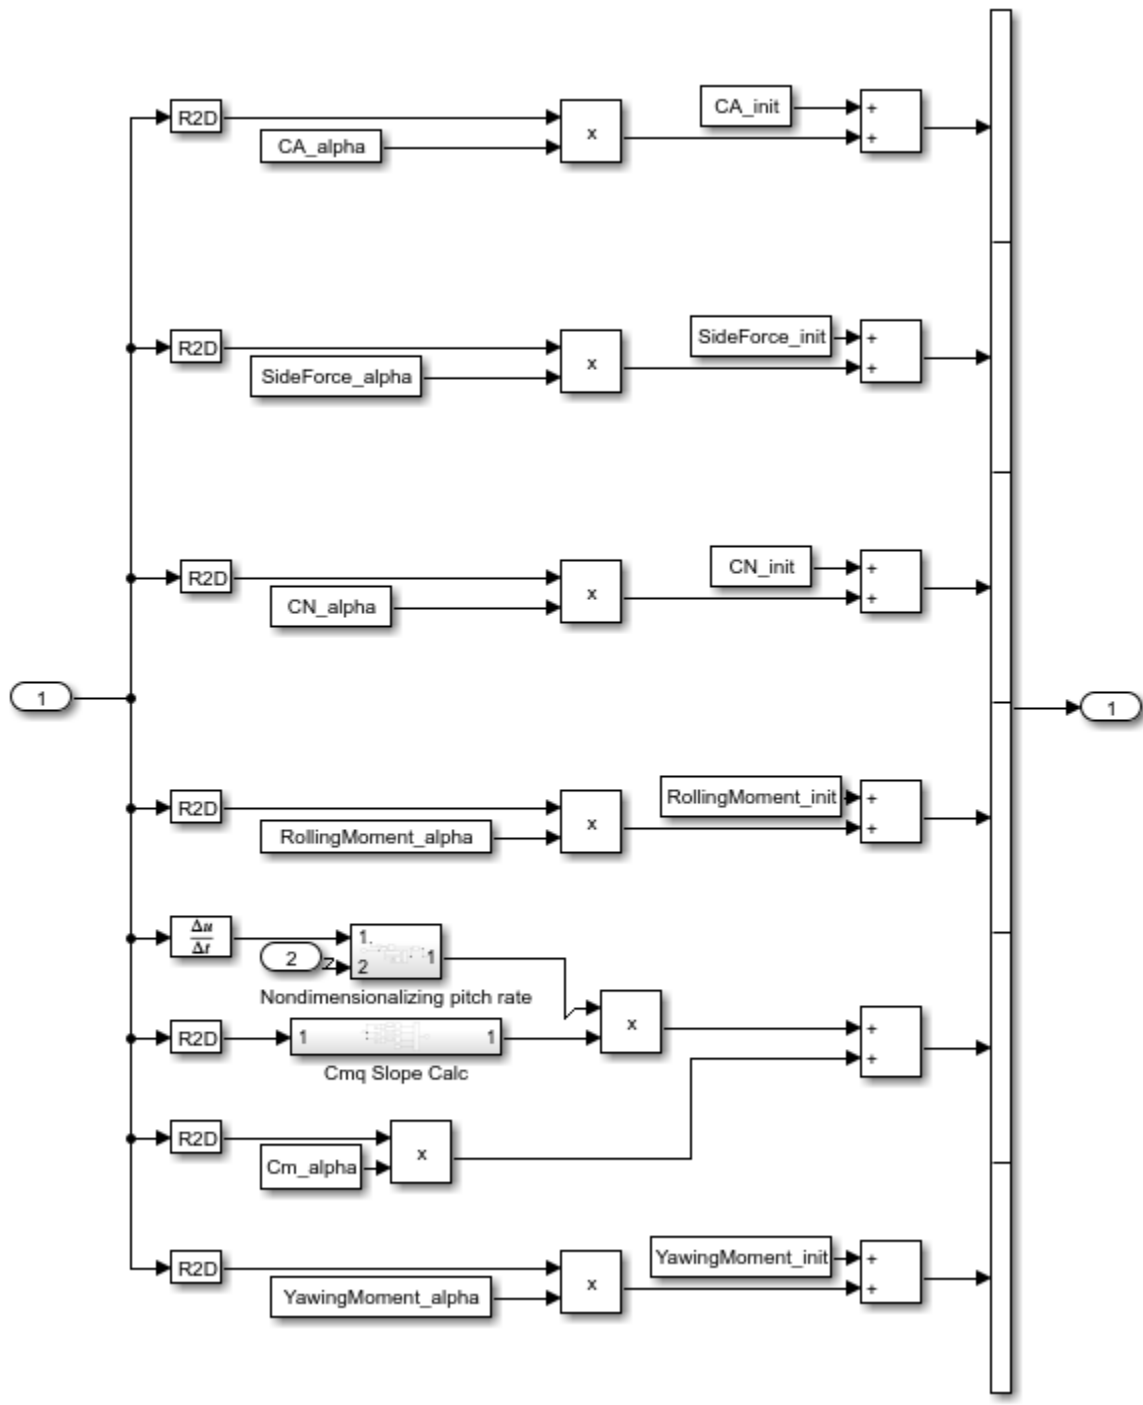 CA_init
+
R2D
x
+
CA_alpha
SideForce_init
+
R2D
x
+
SideForce_alpha
CN_init
+
R2D
x
+
CN_alpha
1
1
RollingMoment_init
+
R2D
x
+
RollingMoment_alpha
Δu
Δt
1
2
2
1
Nondimensionalizing pitch rate
x
+
R2D
1
1
+
Cmq Slope Calc
R2D
x
Cm_alpha
YawingMoment_init
+
R2D
x
+
YawingMoment_alpha